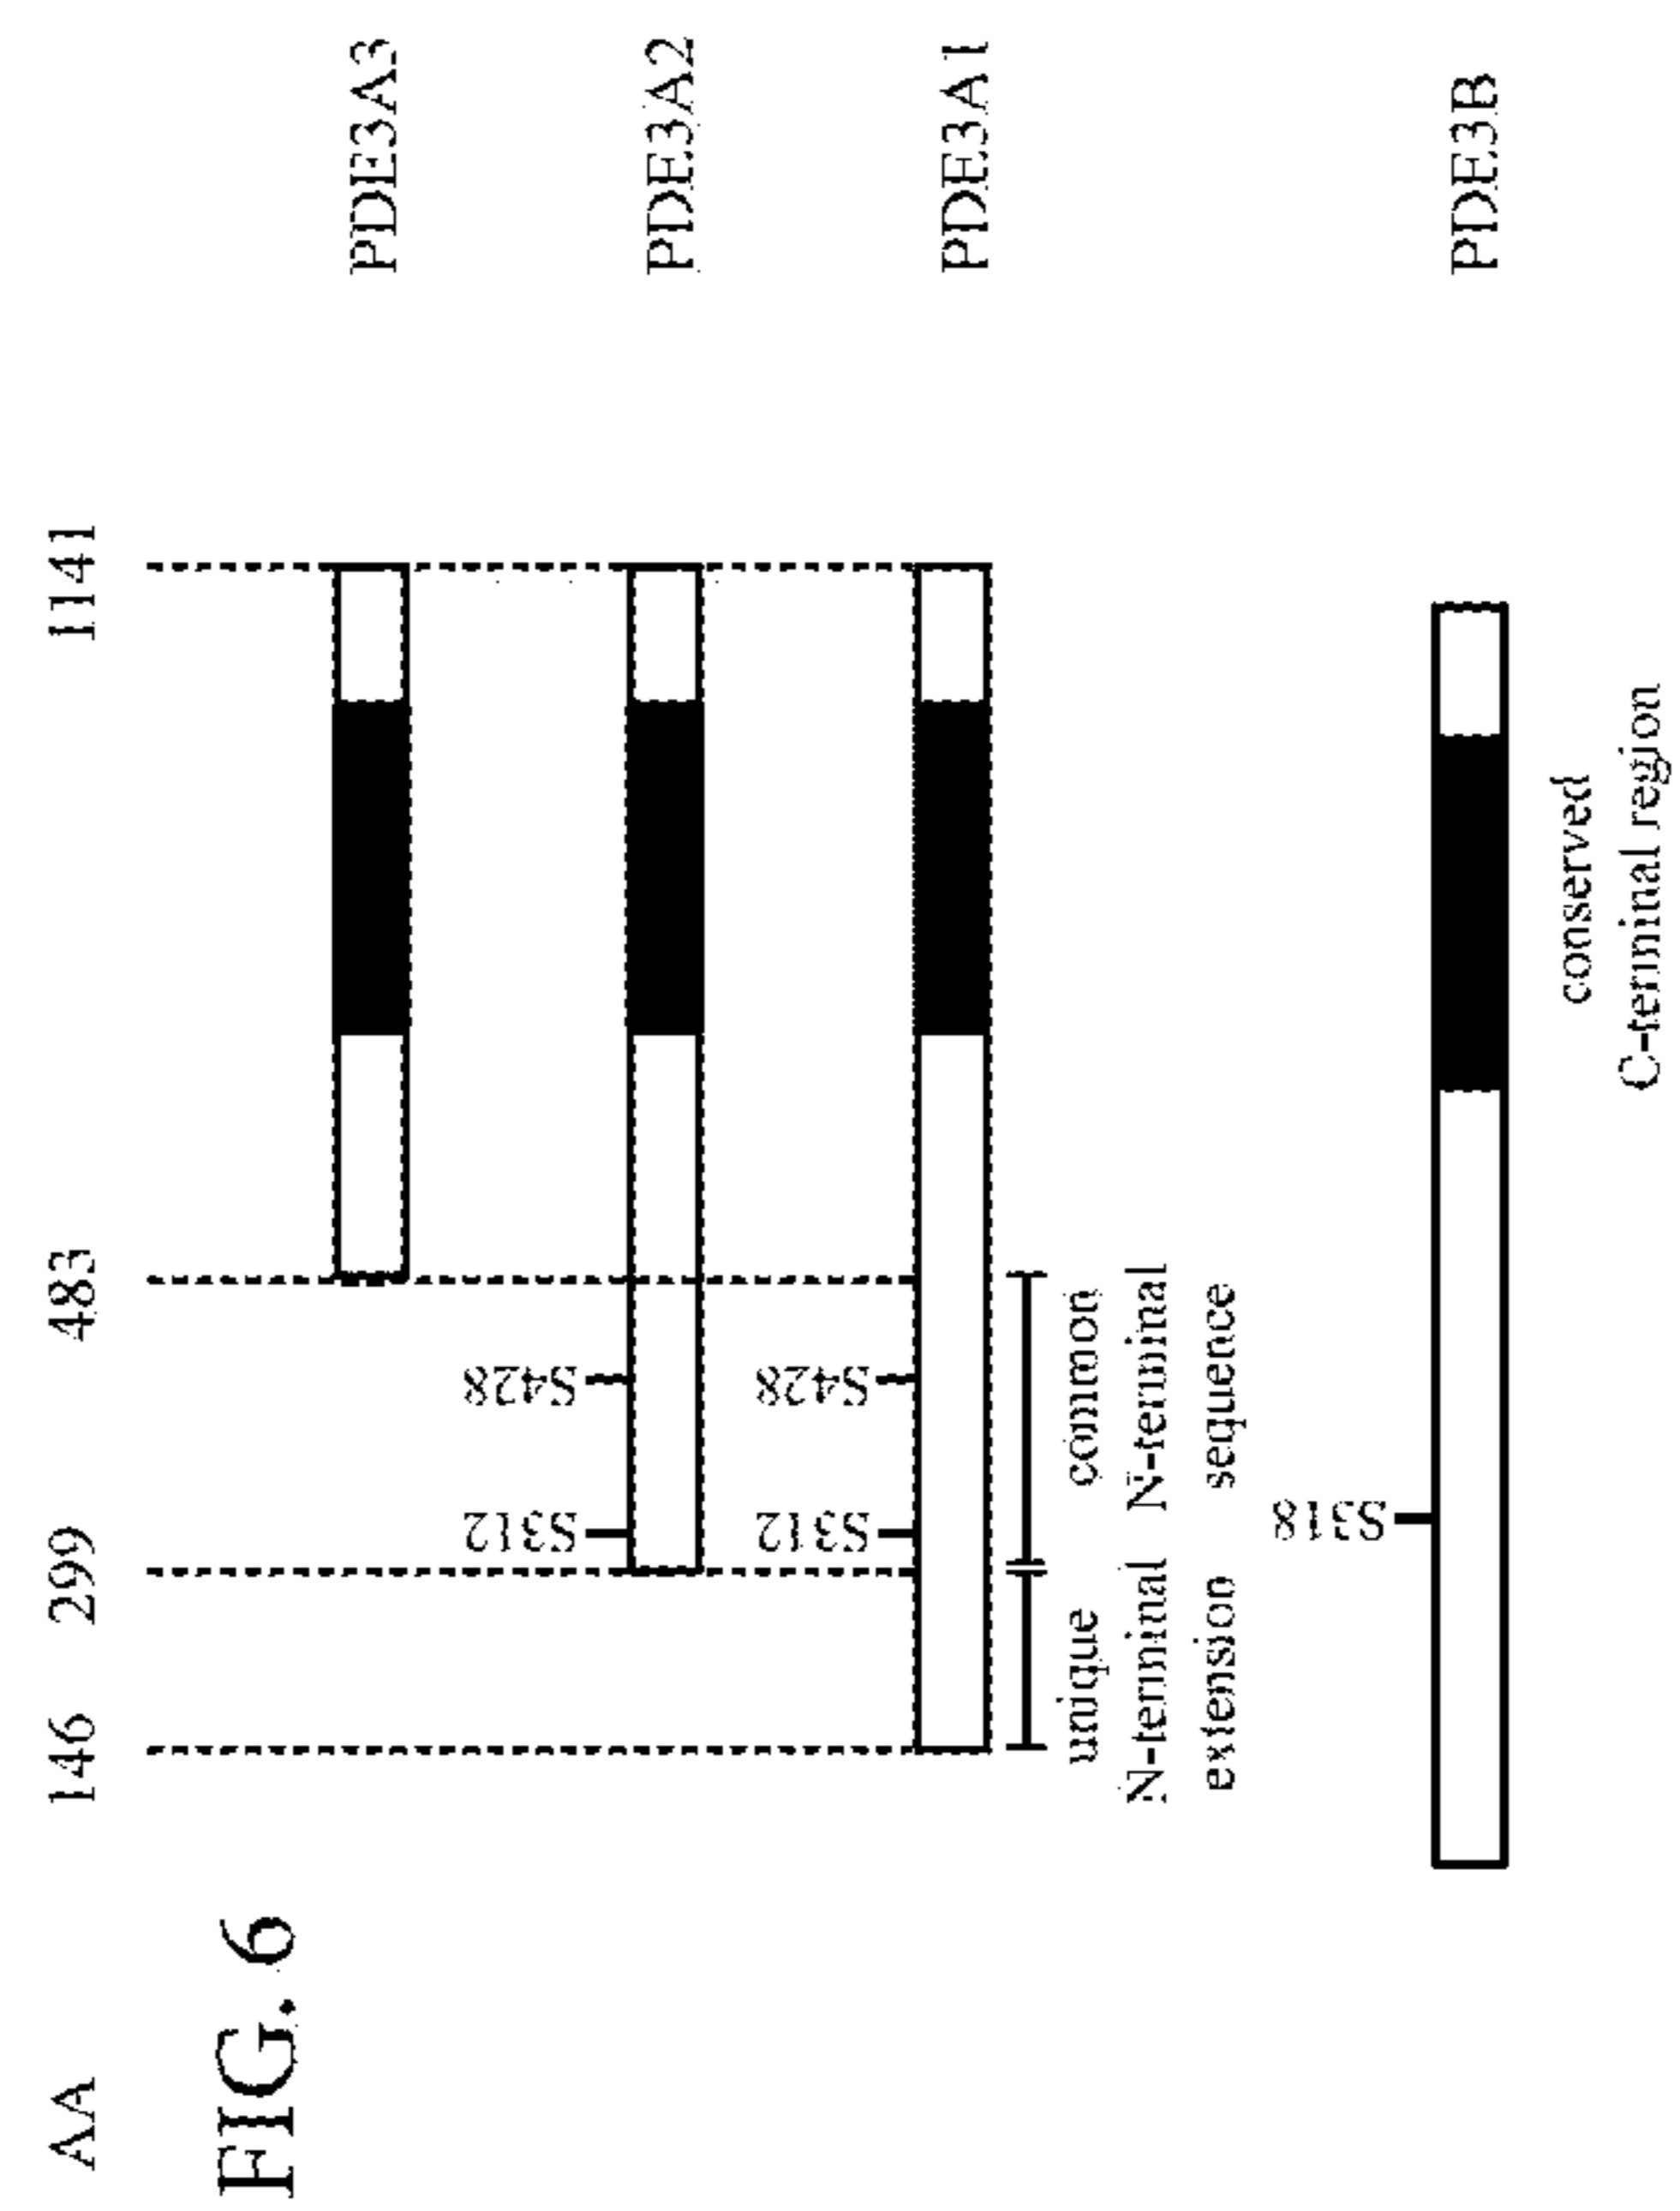 AA 146 299 483 1141
FIG. 6
PDE3A3
S312 S428
PDE3A2
S312 S428
PDE3A1
unique
N-terminal
extension
common
N-terminal
sequence
S318
PDE3B
conserved
C-terminal region